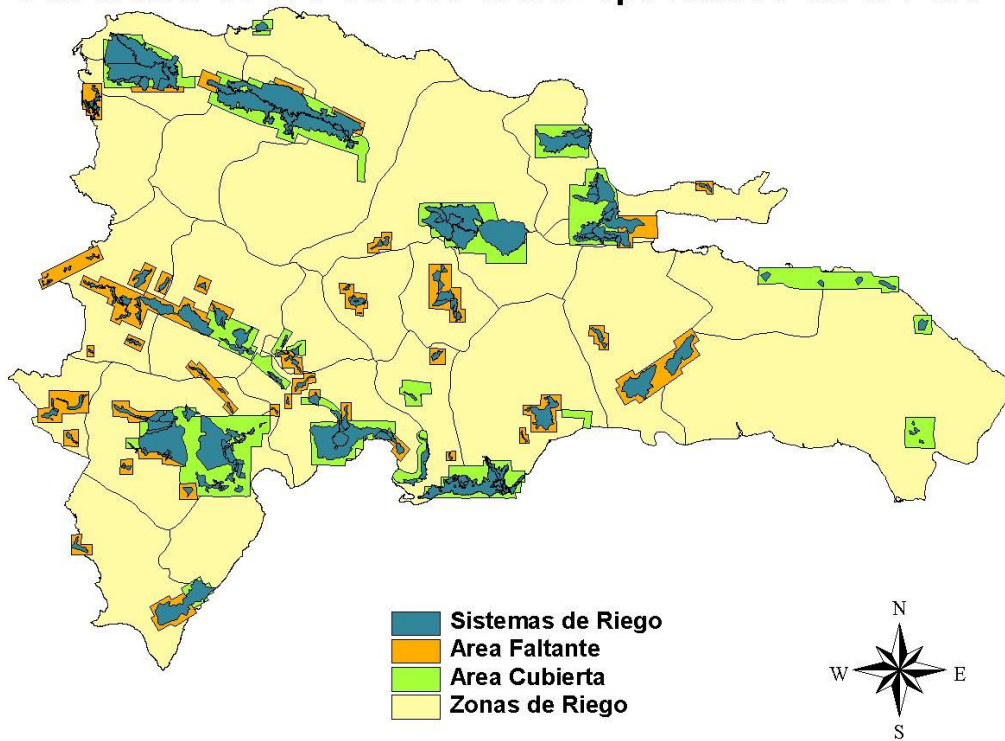 Sistemas de Riego
Area Faltante
Area Cubierta
Zonas de Riego
N
W E
S